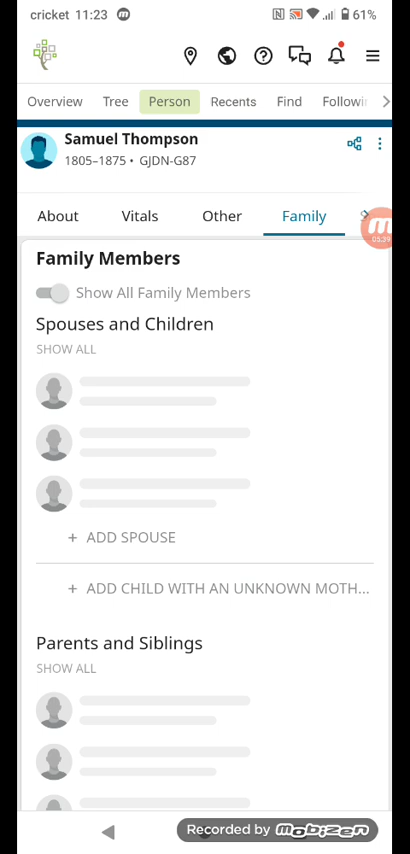 cricket 11:23 61%
Overview Tree Person Recents Find Followi
Samuel Thompson
1805–1875 • GJDN-G87
About Vitals Other Family
03:39
Family Members
Show All Family Members
Spouses and Children
SHOW ALL
+ ADD SPOUSE
+ ADD CHILD WITH AN UNKNOWN MOTH...
Parents and Siblings
SHOW ALL
Recorded by mobizen